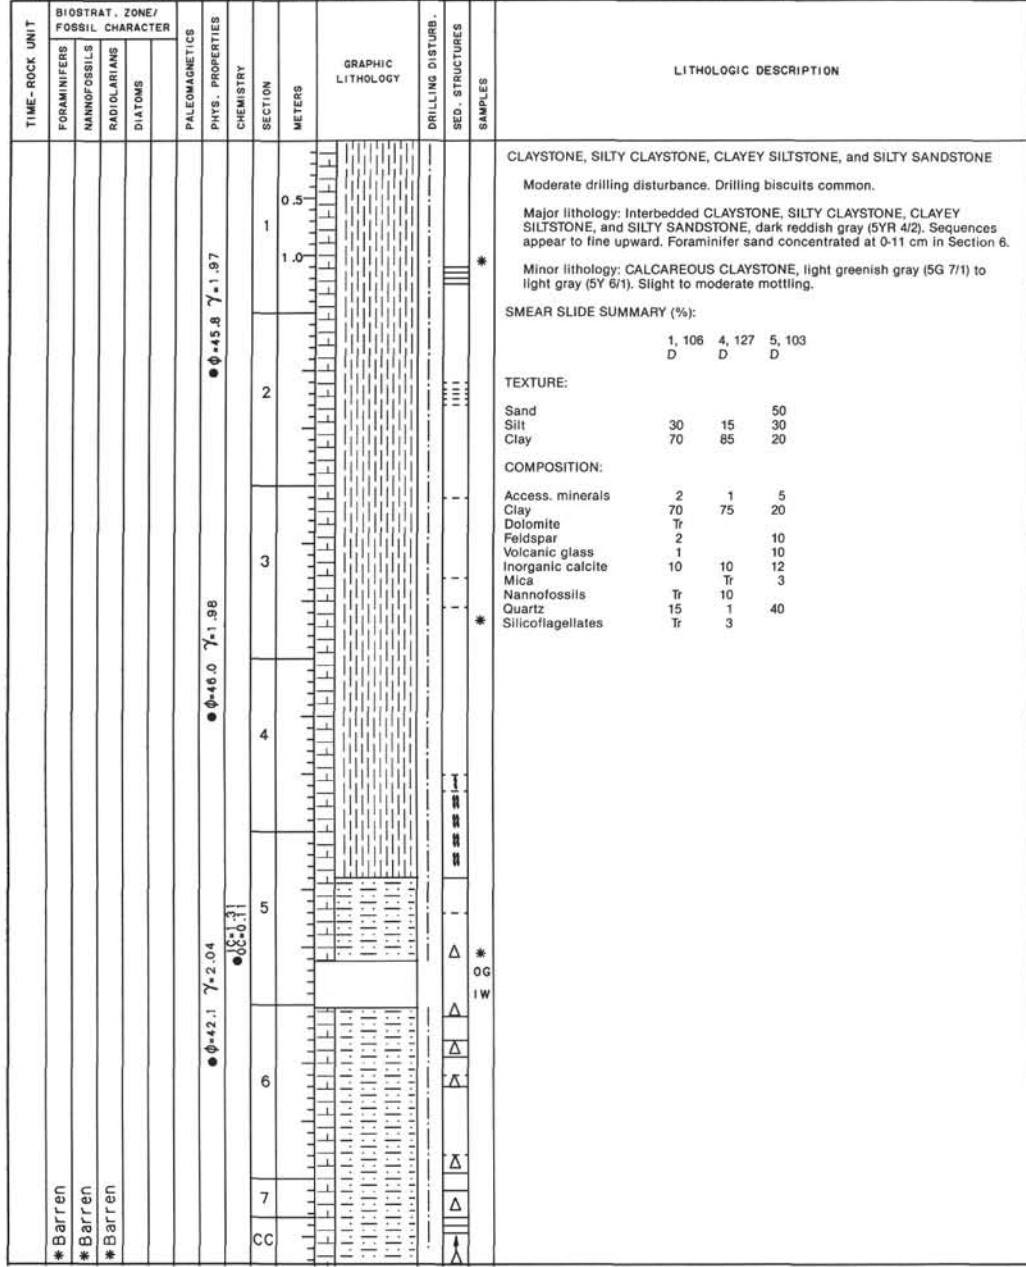 TIME-ROCK UNIT
BIOSTRAT. ZONE/
FOSSIL CHARACTER
FORAMINIFERS
NANNOFOSSILS
RADIOLARIANS
DIATOMS
PALEOMAGNETICS
PHYS. PROPERTIES
CHEMISTRY
SECTION
METERS
GRAPHIC
LITHOLOGY
DRILLING DISTURB.
SED. STRUCTURES
SAMPLES
LITHOLOGIC DESCRIPTION
* Barren
* Barren
* Barren
●ϕ=45.8 γ=1.97
●ϕ=46.0 γ=1.98
●ϕ=42.1 γ=2.04
IC=1.31
●OC=0.11
1
2
3
4
5
6
7
CC
0.5
1.0
*
*
*
OG
IW
CLAYSTONE, SILTY CLAYSTONE, CLAYEY SILTSTONE, and SILTY SANDSTONE
Moderate drilling disturbance. Drilling biscuits common.
Major lithology: Interbedded CLAYSTONE, SILTY CLAYSTONE, CLAYEY
SILTSTONE, and SILTY SANDSTONE, dark reddish gray (5YR 4/2). Sequences
appear to fine upward. Foraminifer sand concentrated at 0-11 cm in Section 6.
Minor lithology: CALCAREOUS CLAYSTONE, light greenish gray (5G 7/1) to
light gray (5Y 6/1). Slight to moderate mottling.
SMEAR SLIDE SUMMARY (%):
1, 106 4, 127 5, 103
D D D
TEXTURE:
Sand 50
Silt 30 15 30
Clay 70 85 20
COMPOSITION:
Access. minerals 2 1 5
Clay 70 75 20
Dolomite Tr
Feldspar 2 10
Volcanic glass 1 10
Inorganic calcite 10 10 12
Mica Tr 3
Nannofossils Tr 10
Quartz 15 1 40
Silicoflagellates Tr 3